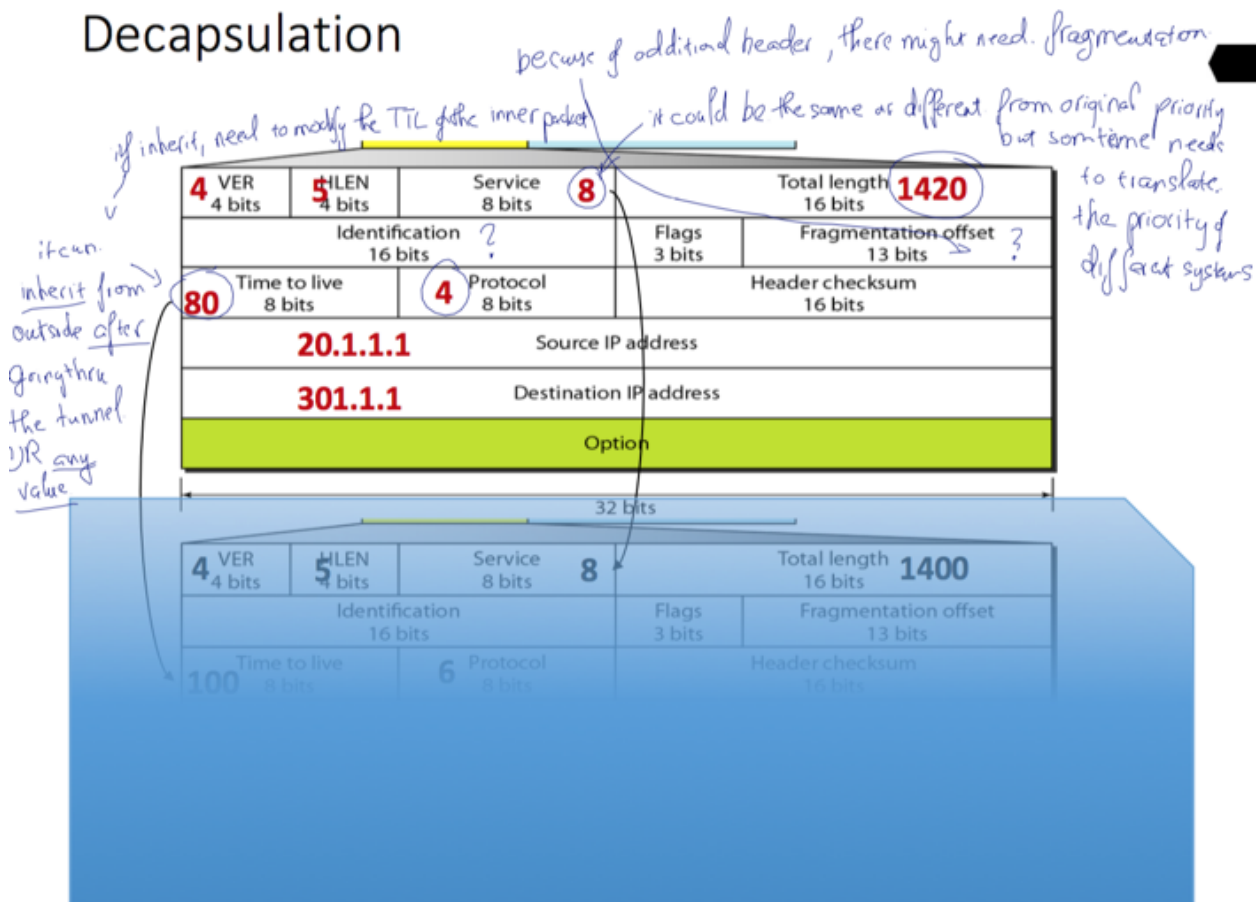 Decapsulation
because of additional header, there might need. fragmentation.
if inherit, need to modify the TTL of the inner packet
it could be the same or different from original priority
but somtime needs
to translate.
the priority of
different systems
4 VER
4 bits
5 HLEN
4 bits
Service
8 bits
8
Total length
16 bits
1420
Identification ?
16 bits
Flags
3 bits
Fragmentation offset ?
13 bits
it can.
inherit from
outside after
going thru
the tunnel
OR any
value
80
Time to live
8 bits
4
Protocol
8 bits
Header checksum
16 bits
20.1.1.1 Source IP address
301.1.1 Destination IP address
Option
32 bits
4 VER
4 bits
5 HLEN
4 bits
Service
8 bits
8
Total length
16 bits
1400
Identification
16 bits
Flags
3 bits
Fragmentation offset
13 bits
100
Time to live
8 bits
6
Protocol
8 bits
Header checksum
16 bits